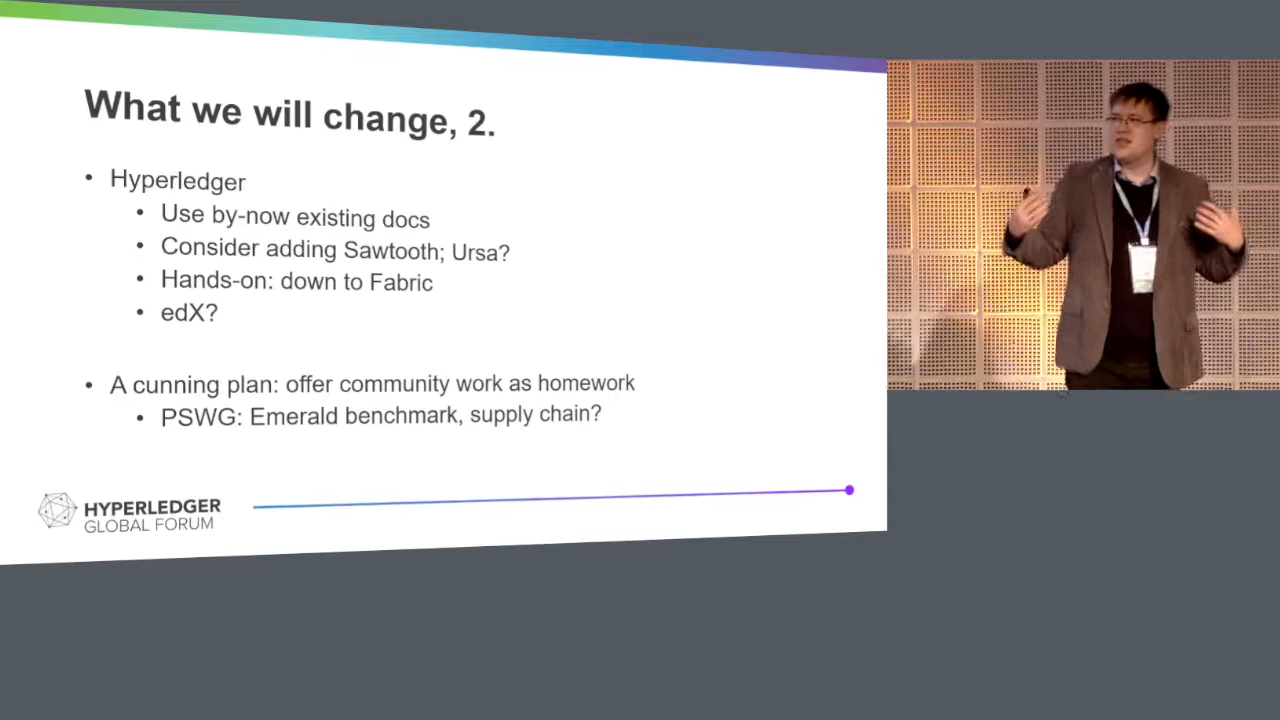 What we will change, 2.
• Hyperledger
• Use by-now existing docs
• Consider adding Sawtooth; Ursa?
• Hands-on: down to Fabric
• edX?
• A cunning plan: offer community work as homework
• PSWG: Emerald benchmark, supply chain?
HYPERLEDGER
GLOBAL FORUM